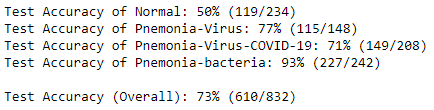 Test Accuracy of Normal: 50% (119/234)
Test Accuracy of Pnemonia-Virus: 77% (115/148)
Test Accuracy of Pnemonia-Virus-COVID-19: 71% (149/208)
Test Accuracy of Pnemonia-bacteria: 93% (227/242)
Test Accuracy (Overall): 73% (610/832)